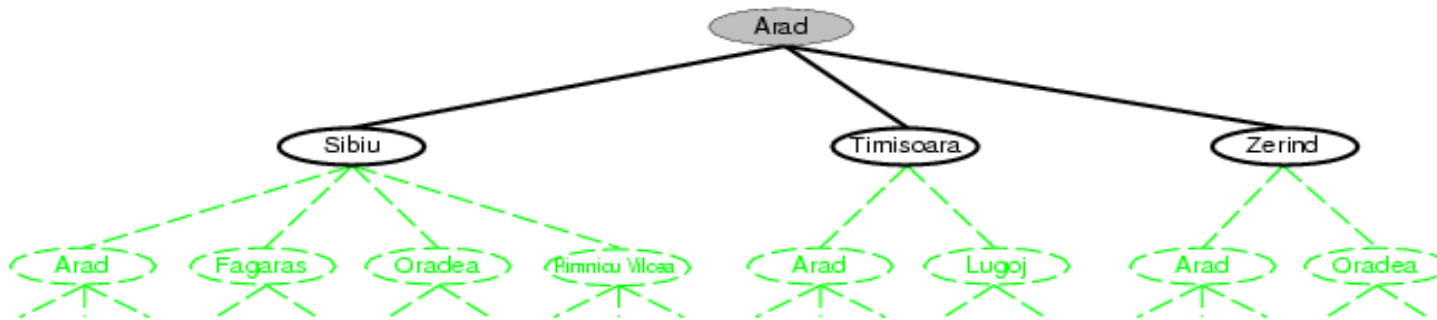 Arad
Sibiu
Timisoara
Zerind
Arad
Fagaras
Oradea
Rimnicu Vilcea
Arad
Lugoj
Arad
Oradea